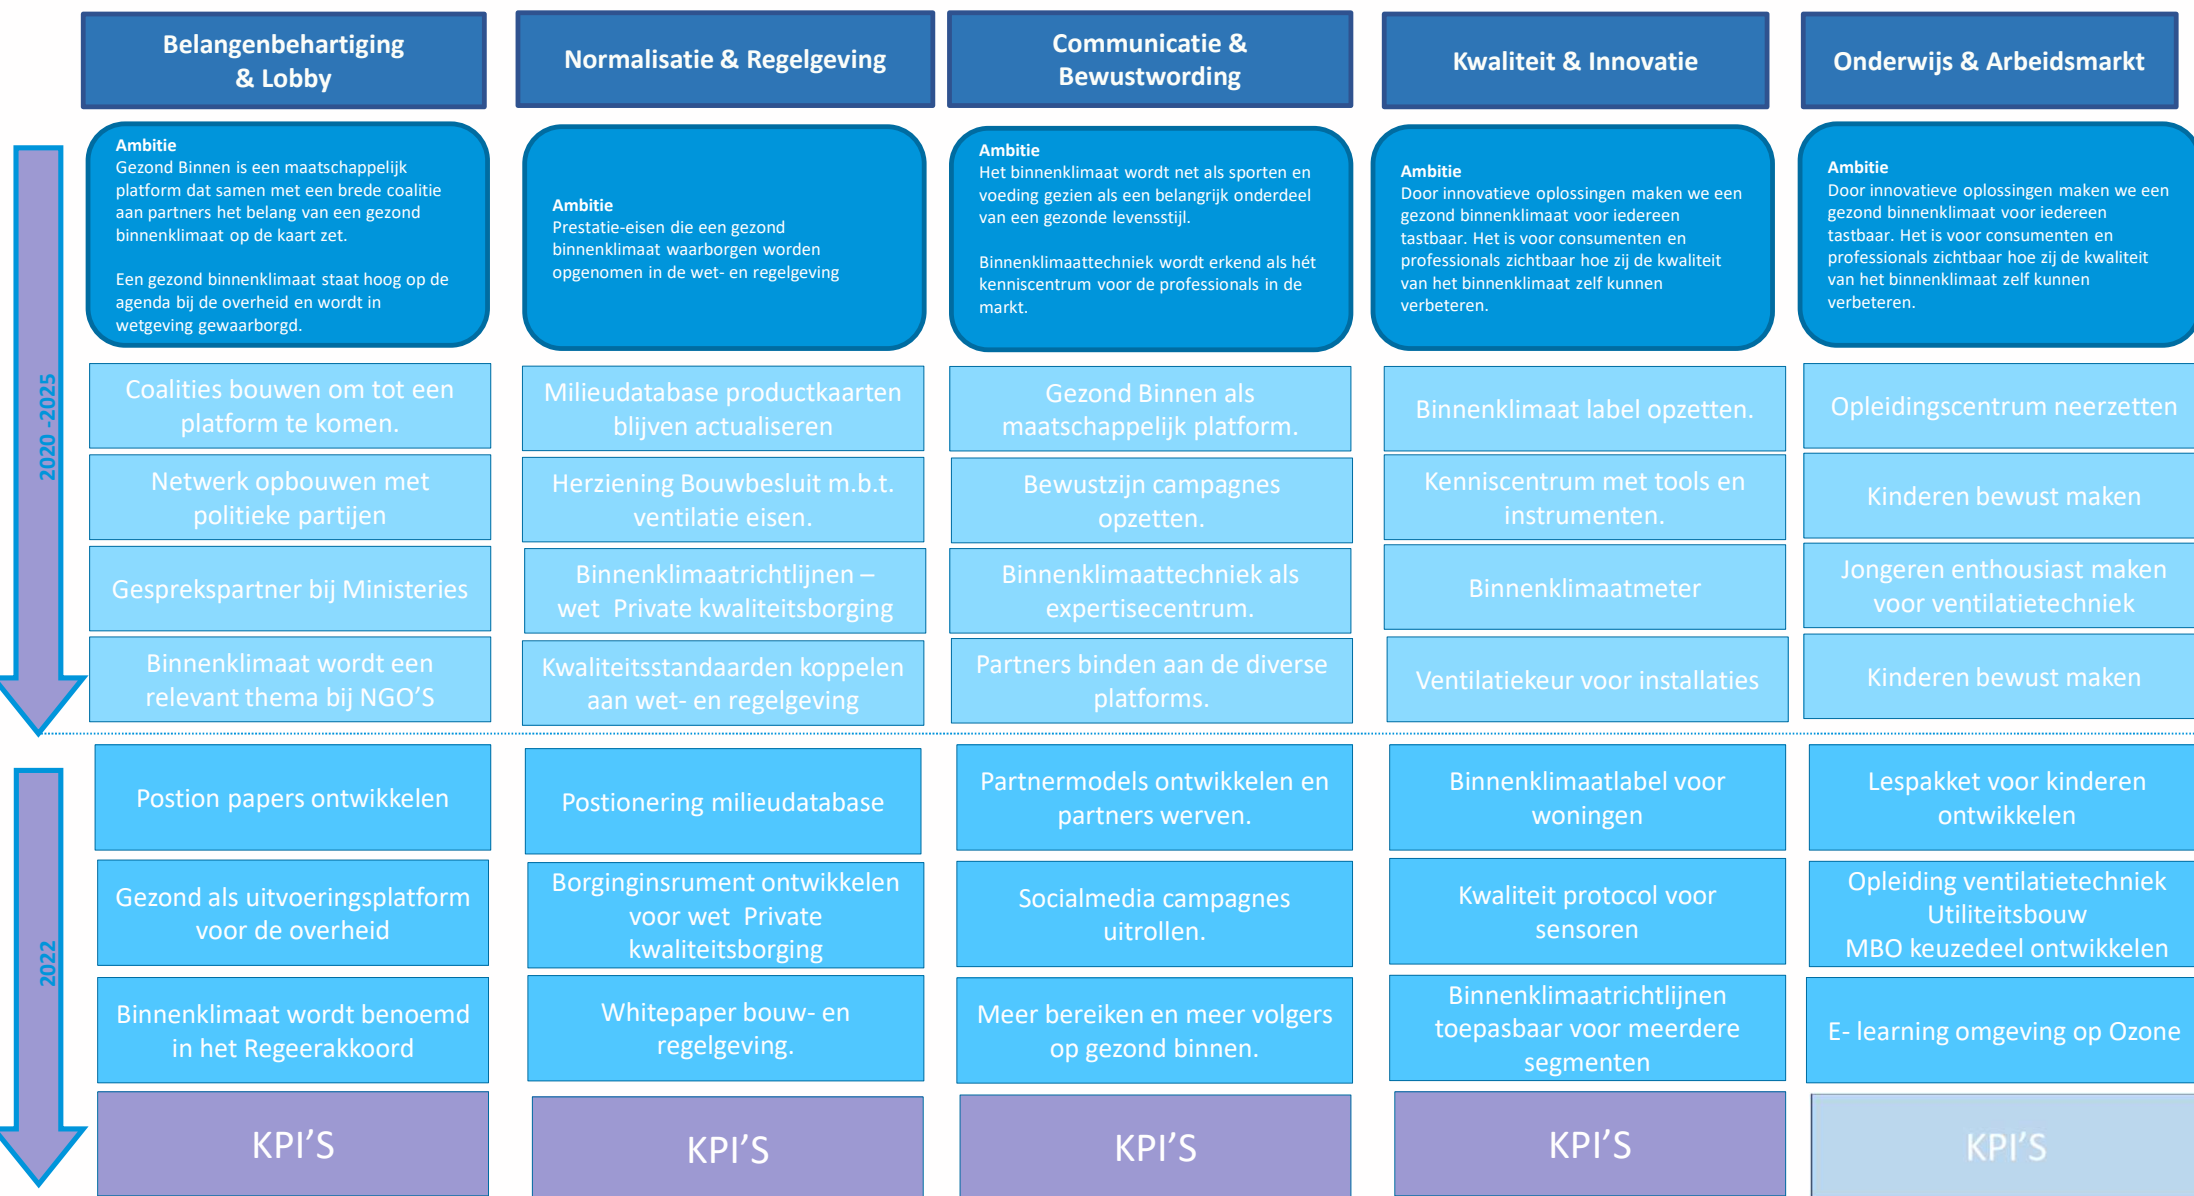 Belangenbehartiging
& Lobby
Normalisatie & Regelgeving
Communicatie &
Bewustwording
Kwaliteit & Innovatie
Onderwijs & Arbeidsmarkt
2020 -2025
Ambitie
Gezond Binnen is een maatschappelijk
platform dat samen met een brede coalitie
aan partners het belang van een gezond
binnenklimaat op de kaart zet.
Een gezond binnenklimaat staat hoog op de
agenda bij de overheid en wordt in
wetgeving gewaarborgd.
Ambitie
Prestatie-eisen die een gezond
binnenklimaat waarborgen worden
opgenomen in de wet- en regelgeving
Ambitie
Het binnenklimaat wordt net als sporten en
voeding gezien als een belangrijk onderdeel
van een gezonde levensstijl.
Binnenklimaattechniek wordt erkend als hét
kenniscentrum voor de professionals in de
markt.
Ambitie
Door innovatieve oplossingen maken we een
gezond binnenklimaat voor iedereen
tastbaar. Het is voor consumenten en
professionals zichtbaar hoe zij de kwaliteit
van het binnenklimaat zelf kunnen
verbeteren.
Ambitie
Door innovatieve oplossingen maken we een
gezond binnenklimaat voor iedereen
tastbaar. Het is voor consumenten en
professionals zichtbaar hoe zij de kwaliteit
van het binnenklimaat zelf kunnen
verbeteren.
Coalities bouwen om tot een
platform te komen.
Milieudatabase productkaarten
blijven actualiseren
Gezond Binnen als
maatschappelijk platform.
Binnenklimaat label opzetten.
Opleidingscentrum neerzetten
Netwerk opbouwen met
politieke partijen
Herziening Bouwbesluit m.b.t.
ventilatie eisen.
Bewustzijn campagnes
opzetten.
Kenniscentrum met tools en
instrumenten.
Kinderen bewust maken
Gesprekspartner bij Ministeries
Binnenklimaatrichtlijnen –
wet  Private kwaliteitsborging
Binnenklimaattechniek als
expertisecentrum.
Binnenklimaatmeter
Jongeren enthousiast maken
voor ventilatietechniek
Binnenklimaat wordt een
relevant thema bij NGO’S
Kwaliteitsstandaarden koppelen
aan wet- en regelgeving
Partners binden aan de diverse
platforms.
Ventilatiekeur voor installaties
Kinderen bewust maken
2022
Postion papers ontwikkelen
Postionering milieudatabase
Partnermodels ontwikkelen en
partners werven.
Binnenklimaatlabel voor
woningen
Lespakket voor kinderen
ontwikkelen
Gezond als uitvoeringsplatform
voor de overheid
Borginginsrument ontwikkelen
voor wet  Private
kwaliteitsborging
Socialmedia campagnes
uitrollen.
Kwaliteit protocol voor
sensoren
Opleiding ventilatietechniek
Utiliteitsbouw
MBO keuzedeel ontwikkelen
Binnenklimaat wordt benoemd
in het Regeerakkoord
Whitepaper bouw- en
regelgeving.
Meer bereiken en meer volgers
op gezond binnen.
Binnenklimaatrichtlijnen
toepasbaar voor meerdere
segmenten
E- learning omgeving op Ozone
KPI’S
KPI’S
KPI’S
KPI’S
KPI’S